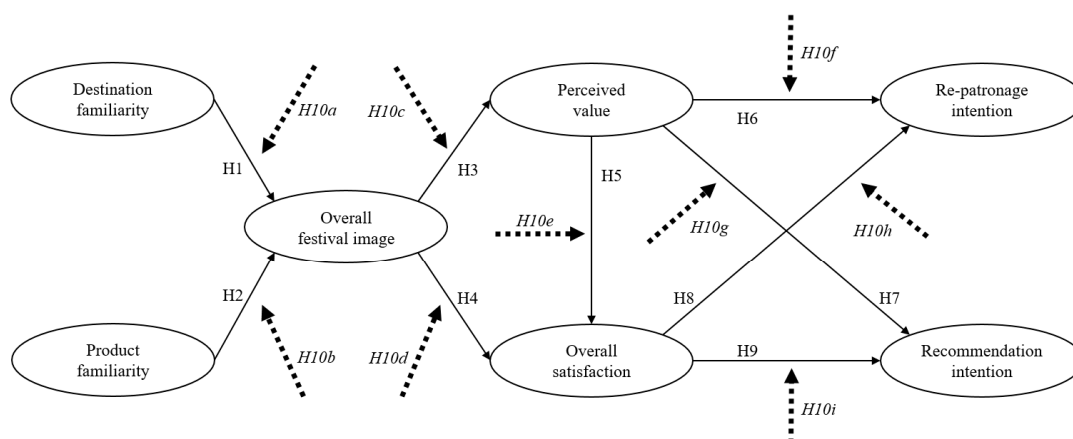 H10f
Destination
familiarity
H10a
H10c
Perceived
value
Re-patronage
intention
H6
H1
H3
H5
Overall
festival image
H10e
H10g
H10h
H2
H4
H8
H7
Product
familiarity
H10b
H10d
Overall
satisfaction
H9
Recommendation
intention
H10i